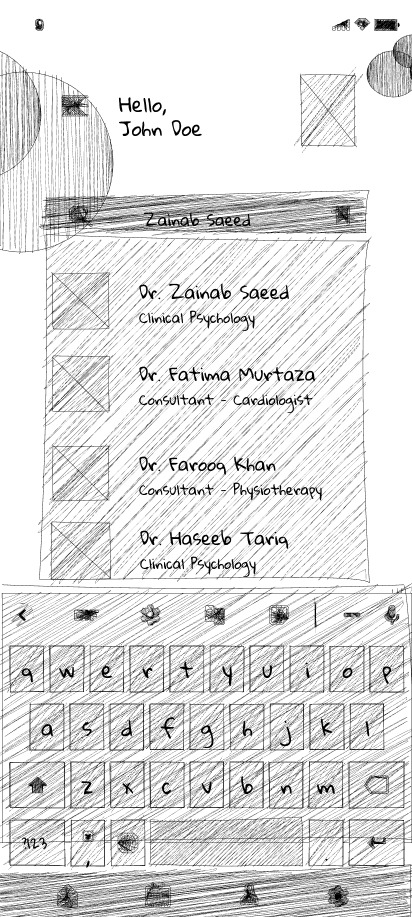 9
Hello,
John Doe
Zainab Saeed
Dr. Zainab Saeed
Clinical Psychology
Dr. Fatima Murtaza
Consultant - Cardiologist
Dr. Farooq Khan
Consultant - Physiotherapy
Dr. Haseeb Tariq
Clinical Psychology
q w e r t y u i o p
a s d f g h j k l
z x c v b n m
?123 , .